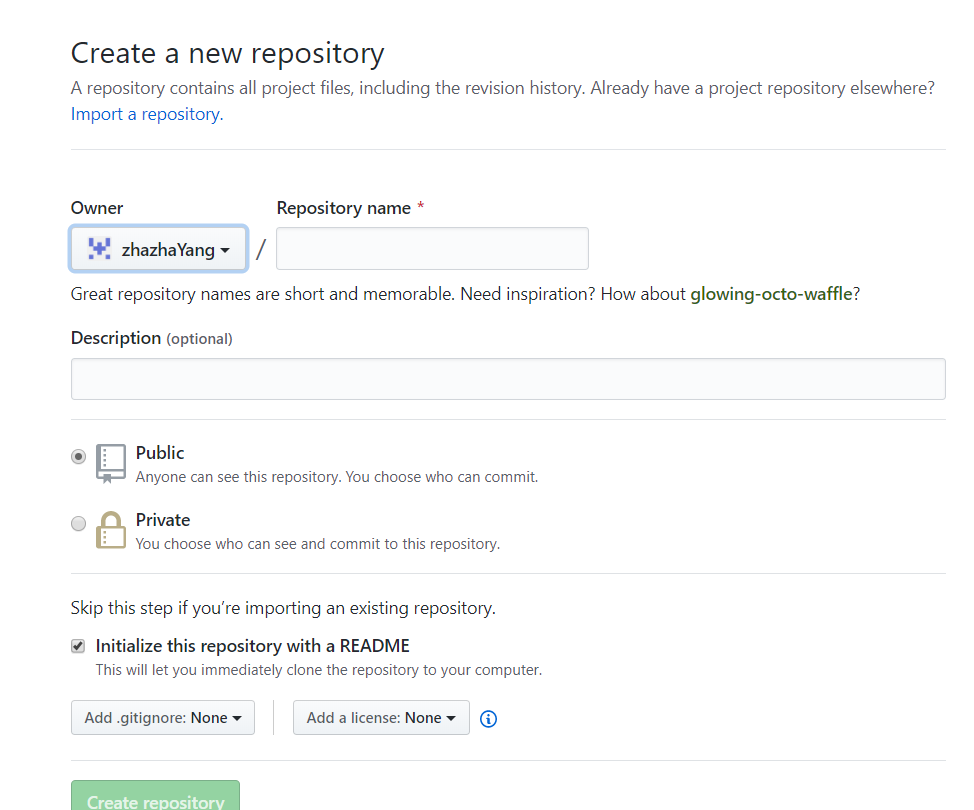 Create a new repository
A repository contains all project files, including the revision history. Already have a project repository elsewhere?
Import a repository.
Owner
Repository name *
zhazhaYang
/
Great repository names are short and memorable. Need inspiration? How about glowing-octo-waffle?
Description (optional)
Public
Anyone can see this repository. You choose who can commit.
Private
You choose who can see and commit to this repository.
Skip this step if you’re importing an existing repository.
Initialize this repository with a README
This will let you immediately clone the repository to your computer.
Add .gitignore: None
Add a license: None
Create repository